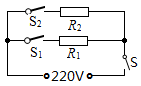 S₂ R₂
S₁ R₁
S
220V